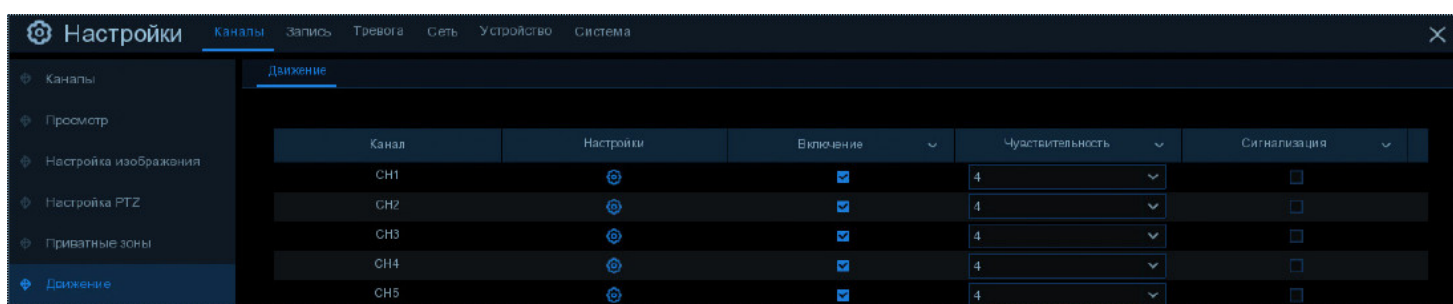 Настройки Каналы Запись Тревога Сеть Устройство Система
Каналы
Движение
Просмотр
Канал Настройки Включение Чувствительность Сигнализация
Настройка изображения
CH1 4
Настройка PTZ
CH2 4
Приватные зоны
CH3 4
CH4 4
Движение
CH5 4